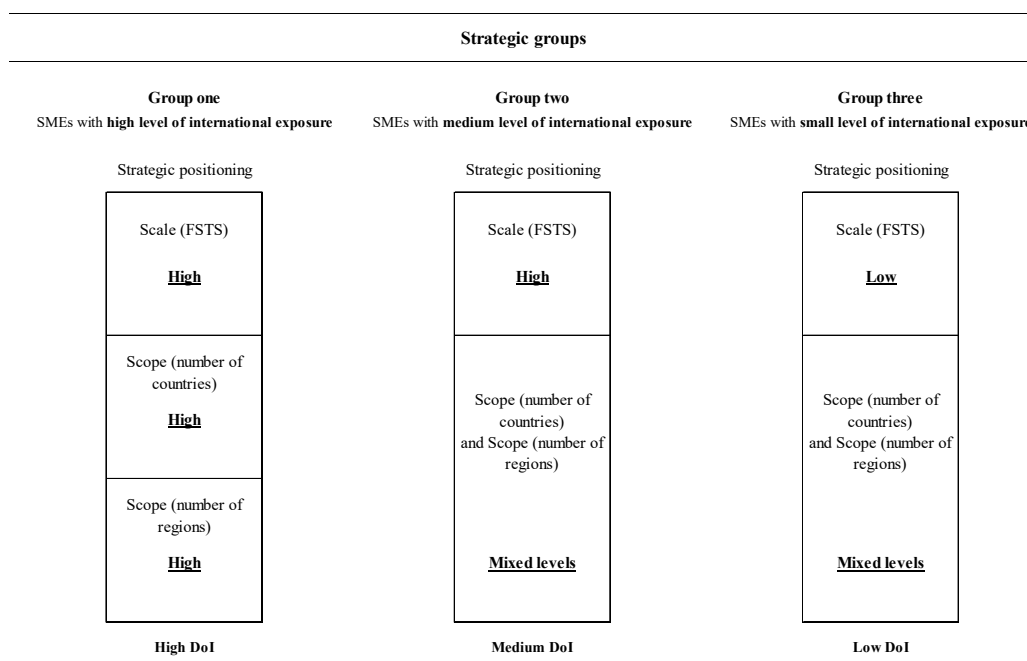 Strategic groups
Group one
SMEs with high level of international exposure
Strategic positioning
Scale (FSTS)
High
Scope (number of
countries)
High
Scope (number of
regions)
High
High DoI
Group two
SMEs with medium level of international exposure
Strategic positioning
Scale (FSTS)
High
Scope (number of
countries)
and Scope (number of
regions)
Mixed levels
Medium DoI
Group three
SMEs with small level of international exposure
Strategic positioning
Scale (FSTS)
Low
Scope (number of
countries)
and Scope (number of
regions)
Mixed levels
Low DoI